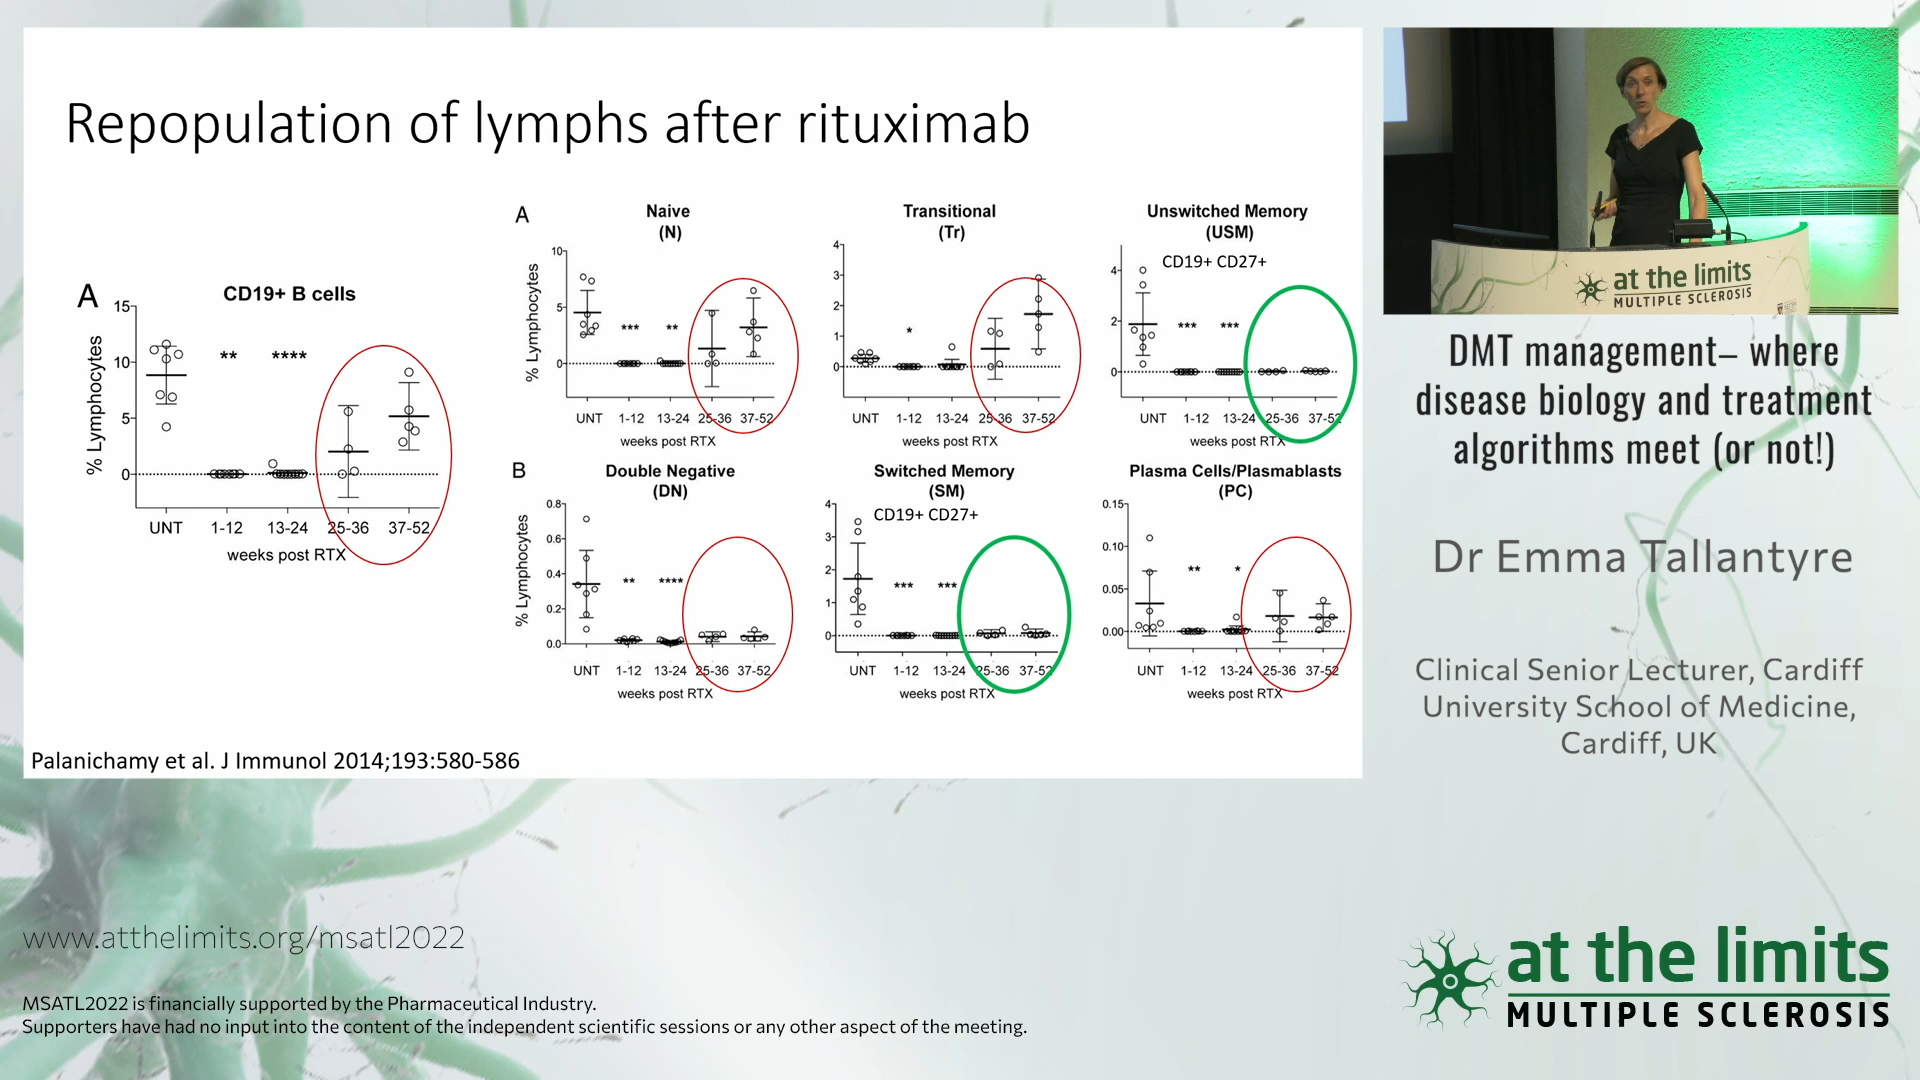 Repopulation of lymphs after rituximab
A
CD19+ B cells
% Lymphocytes
15
10
5
0
** ****
UNT 1-12 13-24 25-36 37-52
weeks post RTX
A
Naive
(N)
% Lymphocytes
10
5
0
*** **
UNT 1-12 13-24 25-36 37-52
weeks post RTX
Transitional
(Tr)
4
3
2
1
0
*
UNT 1-12 13-24 25-36 37-52
weeks post RTX
Unswitched Memory
(USM)
CD19+ CD27+
4
2
0
*** ***
UNT 1-12 13-24 25-36 37-52
weeks post RTX
B
Double Negative
(DN)
% Lymphocytes
0.8
0.6
0.4
0.2
0.0
** ****
UNT 1-12 13-24 25-36 37-52
weeks post RTX
Switched Memory
(SM)
CD19+ CD27+
4
3
2
1
0
*** ***
UNT 1-12 13-24 25-36 37-52
weeks post RTX
Plasma Cells/Plasmablasts
(PC)
0.15
0.10
0.05
0.00
** *
UNT 1-12 13-24 25-36 37-52
weeks post RTX
Palanichamy et al. J Immunol 2014;193:580-586
at the limits
MULTIPLE SCLEROSIS
DMT management– where
disease biology and treatment
algorithms meet (or not!)
Dr Emma Tallantyre
Clinical Senior Lecturer, Cardiff
University School of Medicine,
Cardiff, UK
www.atthelimits.org/msatl2022
MSATL2022 is financially supported by the Pharmaceutical Industry.
Supporters have had no input into the content of the independent scientific sessions or any other aspect of the meeting.
at the limits
MULTIPLE SCLEROSIS